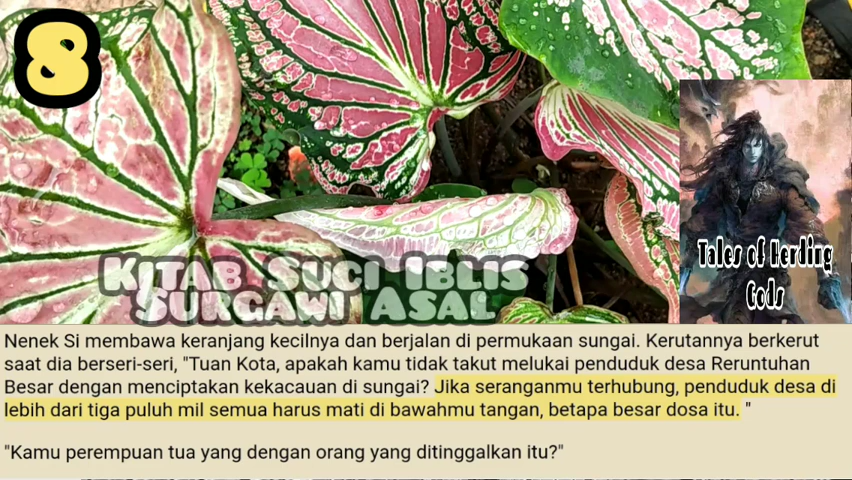 8
Tales of Herding
Gods
Kitab Suci Iblis
Surgawi Asal
Nenek Si membawa keranjang kecilnya dan berjalan di permukaan sungai. Kerutannya berkerut
saat dia berseri-seri, "Tuan Kota, apakah kamu tidak takut melukai penduduk desa Reruntuhan
Besar dengan menciptakan kekacauan di sungai? Jika seranganmu terhubung, penduduk desa di
lebih dari tiga puluh mil semua harus mati di bawahmu tangan, betapa besar dosa itu. "
"Kamu perempuan tua yang dengan orang yang ditinggalkan itu?"